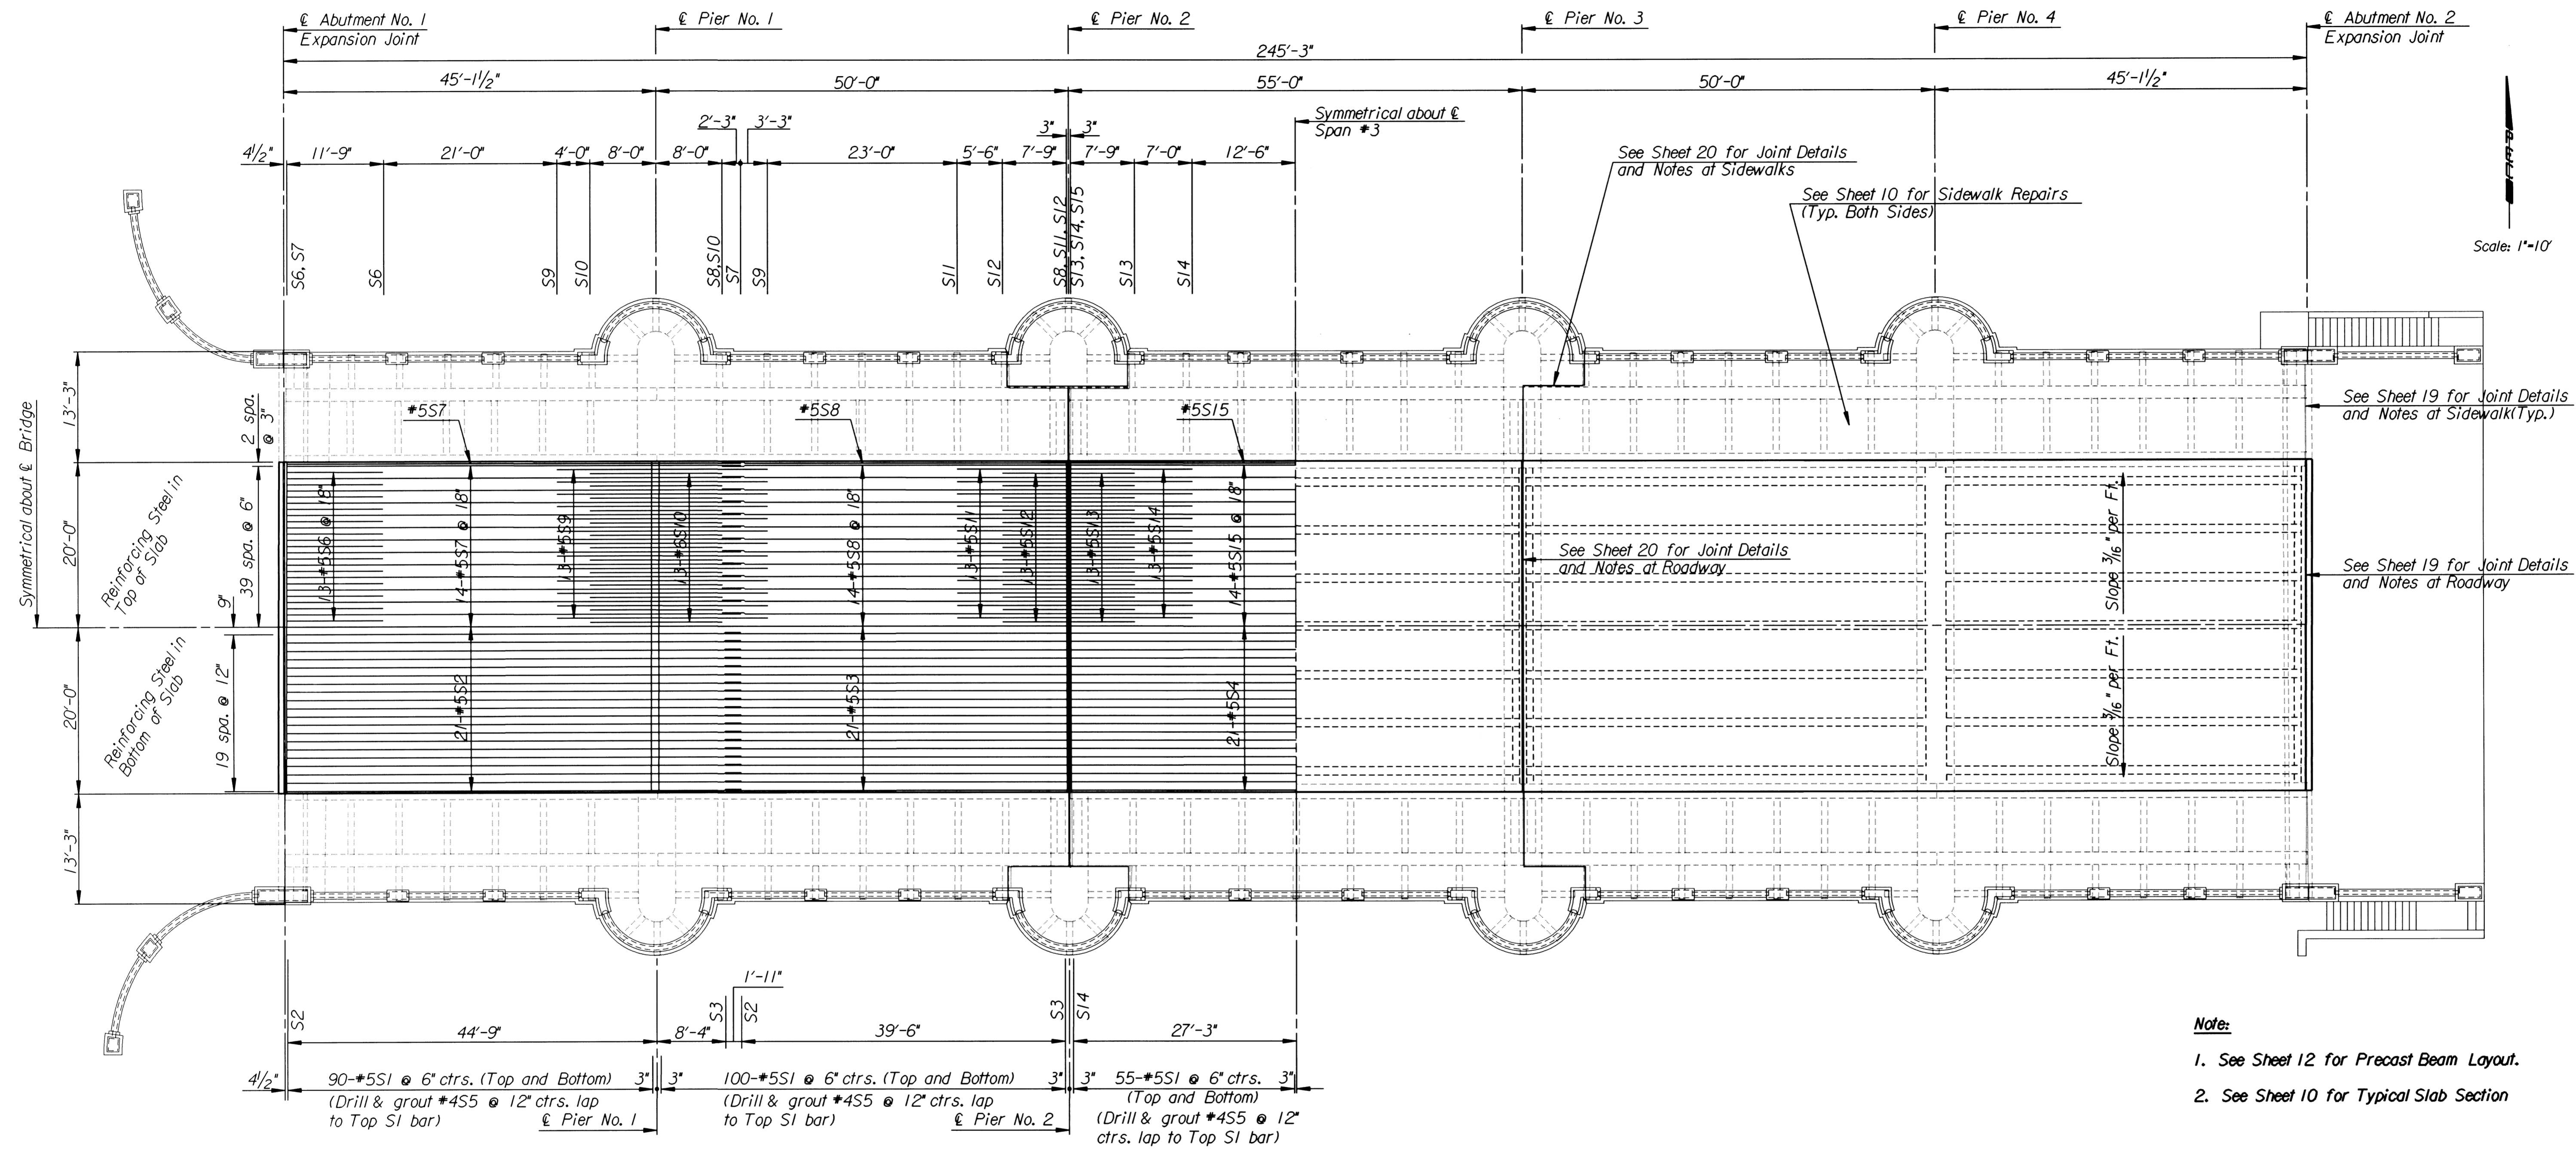 ℄ Abutment No. 1
Expansion Joint
℄ Pier No. 1
℄ Pier No. 2
℄ Pier No. 3
℄ Pier No. 4
℄ Abutment No. 2
Expansion Joint
245'-3"
45'-1 1/2"
50'-0"
55'-0"
50'-0"
45'-1 1/2"
Symmetrical about ℄
Span #3
2'-3"
3'-3"
3"
3"
4 1/2"
11'-9"
21'-0"
4'-0"
8'-0"
8'-0"
23'-0"
5'-6"
7'-9"
7'-9"
7'-0"
12'-6"
See Sheet 20 for Joint Details
and Notes at Sidewalks
See Sheet 10 for Sidewalk Repairs
(Typ. Both Sides)
Scale: 1"=10'
S6, S7
S6
S9
S10
S8, S10
S7
S9
S11
S12
S8, S11, S12
S13, S14, S15
S13
S14
13'-3"
20'-0"
20'-0"
13'-3"
Symmetrical about ℄ Bridge
Reinforcing Steel in
Top of Slab
Reinforcing Steel in
Bottom of Slab
2 spa.
@ 3"
39 spa. @ 6"
9"
19 spa. @ 12"
#5S7
#5S8
#5S15
13-#5S6 @ 18"
14-#5S7 @ 18"
13-#5S9
13-#6S10
14-#5S8 @ 18"
13-#5S11
13-#5S12
13-#5S13
13-#5S14
14-#5S15 @ 18"
21-#5S2
21-#5S3
21-#5S4
See Sheet 20 for Joint Details
and Notes at Roadway
Slope 3/16" per Ft.
Slope 3/16" per Ft.
See Sheet 19 for Joint Details
and Notes at Sidewalk(Typ.)
See Sheet 19 for Joint Details
and Notes at Roadway
S2
S3
S2
S3
S14
1'-11"
44'-9"
8'-4"
39'-6"
27'-3"
4 1/2"
90-#5S1 @ 6" ctrs. (Top and Bottom)
(Drill & grout #4S5 @ 12" ctrs. lap
to Top S1 bar)
3"
3"
℄ Pier No. 1
100-#5S1 @ 6" ctrs. (Top and Bottom)
(Drill & grout #4S5 @ 12" ctrs. lap
to Top S1 bar)
3"
3"
℄ Pier No. 2
55-#5S1 @ 6" ctrs.
(Top and Bottom)
(Drill & grout #4S5 @ 12"
ctrs. lap to Top S1 bar)
3"
Note:
1. See Sheet 12 for Precast Beam Layout.
2. See Sheet 10 for Typical Slab Section